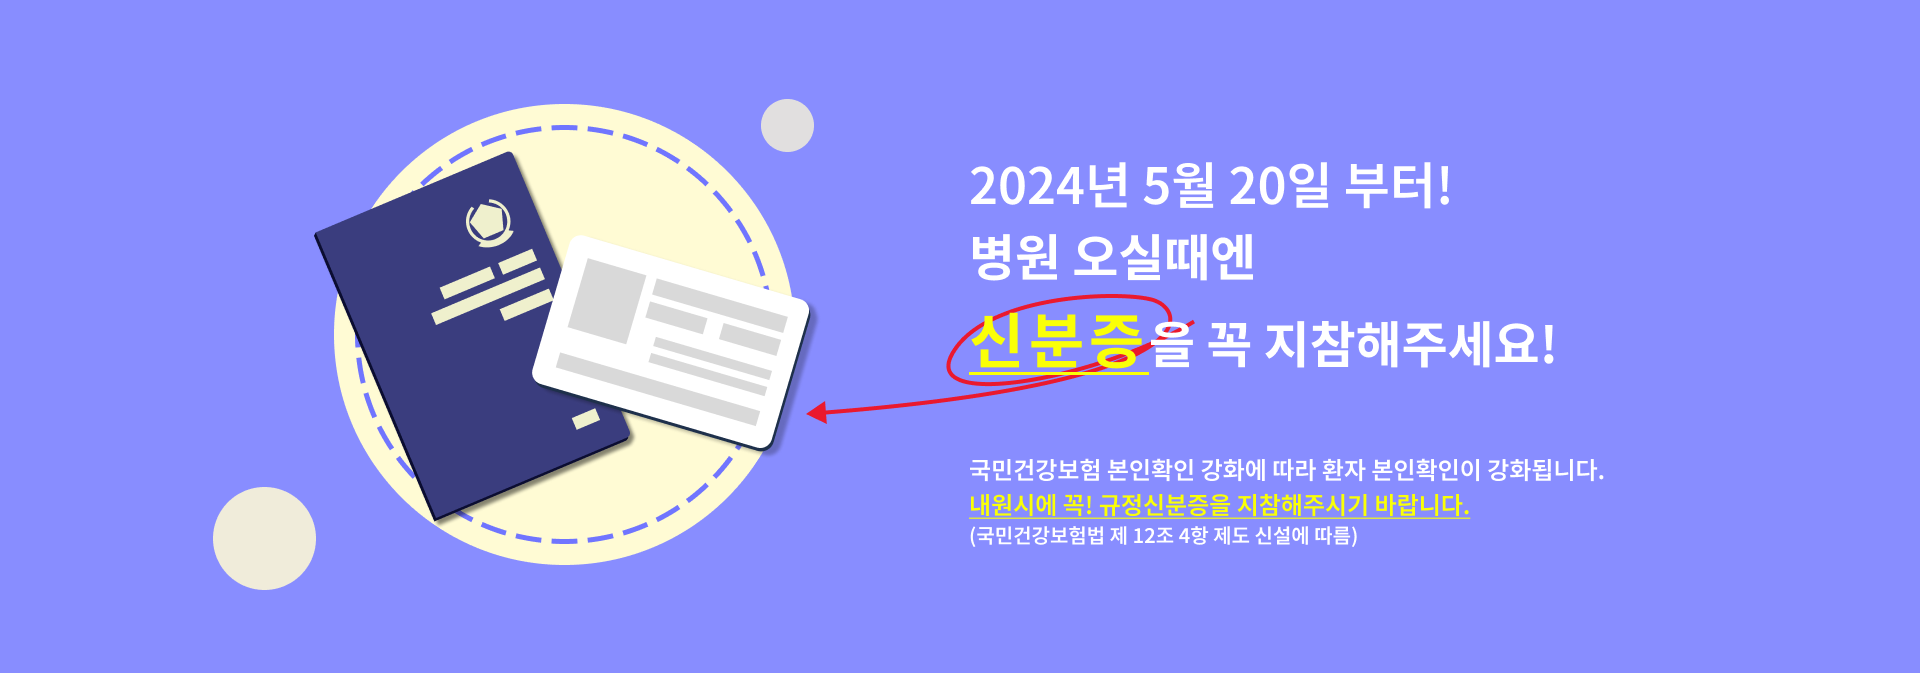 2024년 5월 20일 부터!
병원 오실때엔
신분증을 꼭 지참해주세요!
국민건강보험 본인확인 강화에 따라 환자 본인확인이 강화됩니다.
내원시에 꼭! 규정신분증을 지참해주시기 바랍니다.
(국민건강보험법 제 12조 4항 제도 신설에 따름)